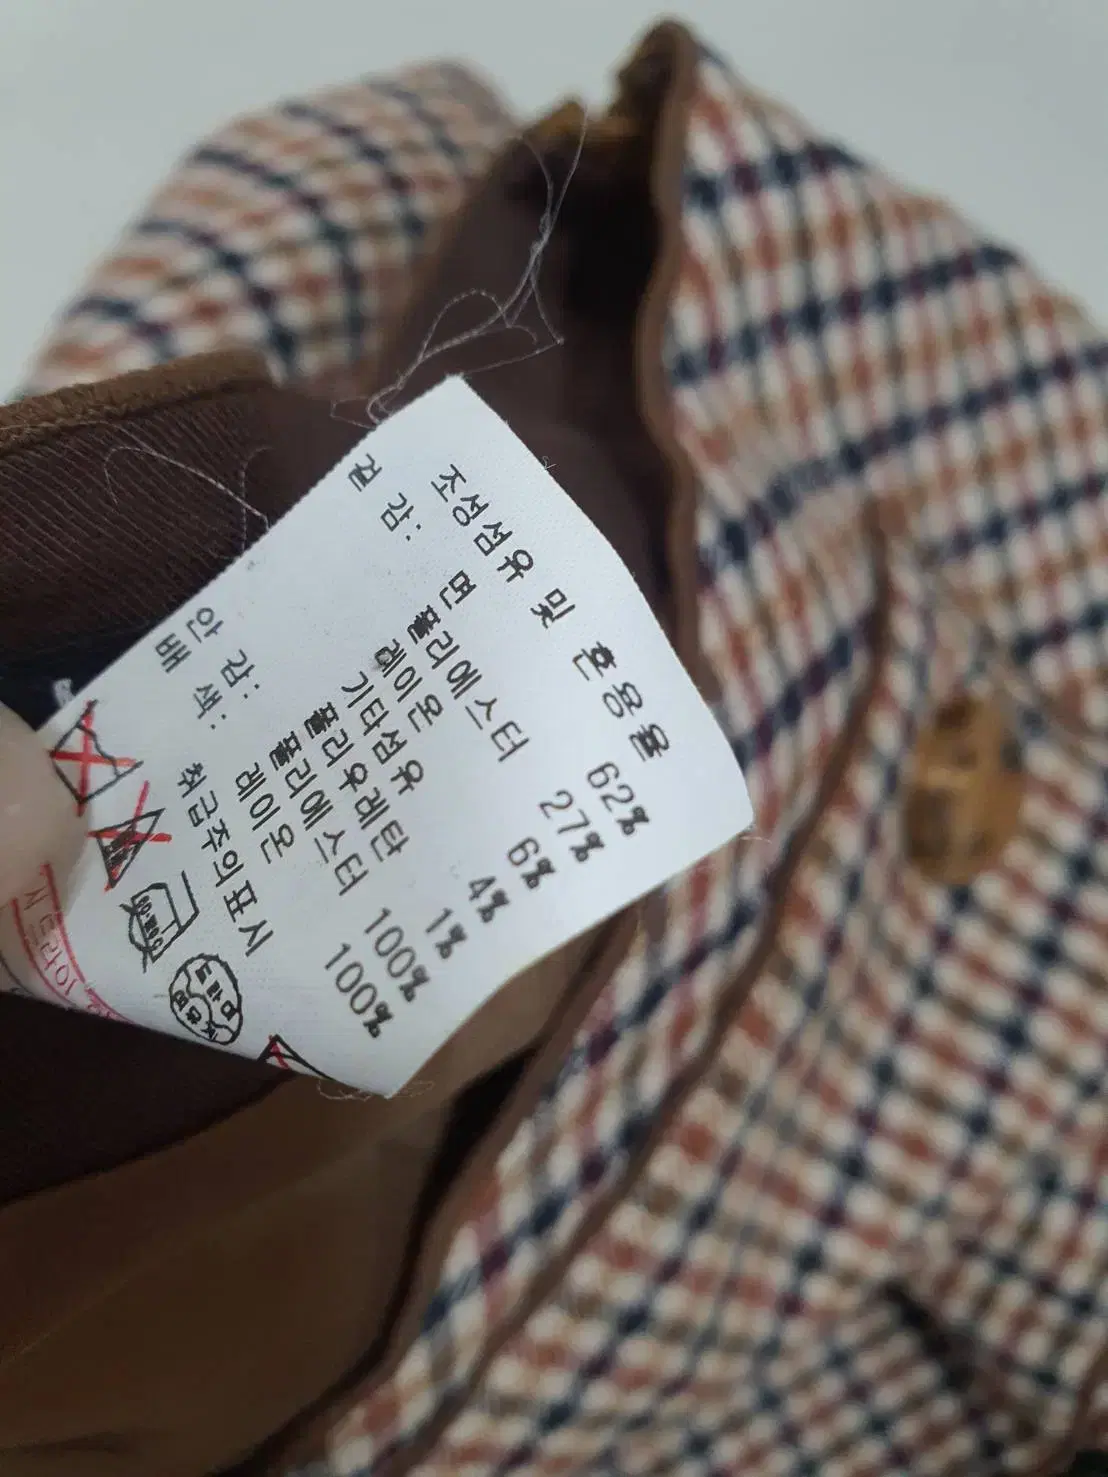 조성섬유 및 혼용율
겉 감: 면 62%
폴리에스터 27%
레이온 6%
기타섬유 4%
폴리우레탄 1%
안 감: 폴리에스터 100%
배 색: 레이온 100%
취급주의표시